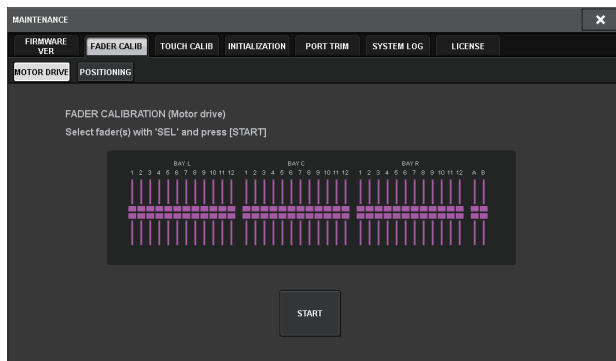 MAINTENANCE
FIRMWARE VER FADER CALIB TOUCH CALIB INITIALIZATION PORT TRIM SYSTEM LOG LICENSE
MOTOR DRIVE POSITIONING
FADER CALIBRATION (Motor drive)
Select fader(s) with 'SEL' and press [START]
BAY L BAY C BAY R
1 2 3 4 5 6 7 8 9 10 11 12 1 2 3 4 5 6 7 8 9 10 11 12 1 2 3 4 5 6 7 8 9 10 11 12 A B
START